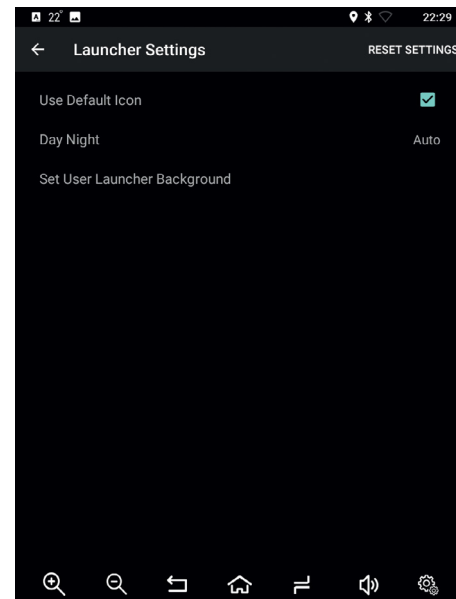 A 22° 22:29
Launcher Settings RESET SETTINGS
Use Default Icon
Day Night Auto
Set User Launcher Background